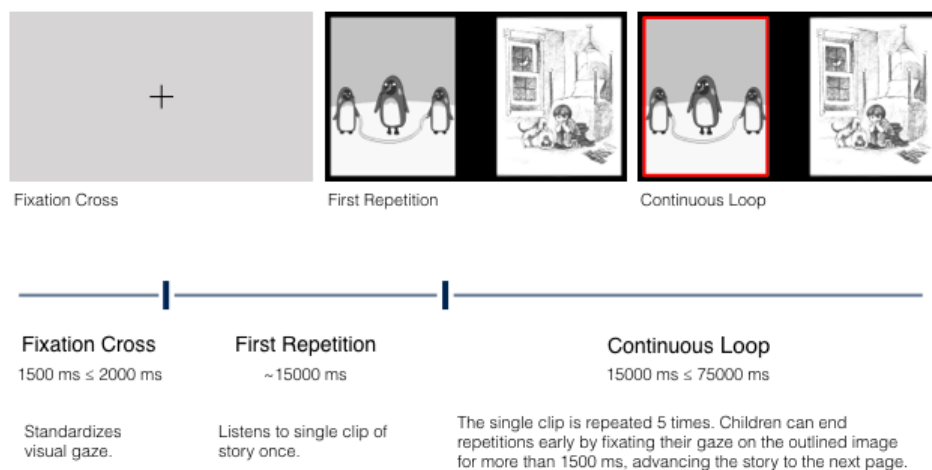 Fixation Cross
First Repetition
Continuous Loop
Fixation Cross
1500 ms ≤ 2000 ms
Standardizes
visual gaze.
First Repetition
~15000 ms
Listens to single clip of
story once.
Continuous Loop
15000 ms ≤ 75000 ms
The single clip is repeated 5 times. Children can end
repetitions early by fixating their gaze on the outlined image
for more than 1500 ms, advancing the story to the next page.